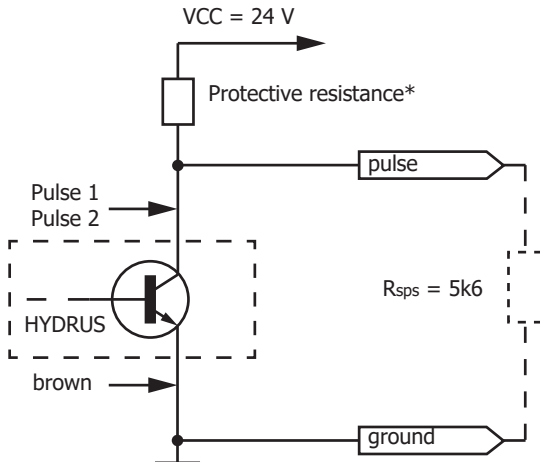 VCC = 24 V
Protective resistance*
pulse
Pulse 1
Pulse 2
Rsps = 5k6
HYDRUS
brown
ground